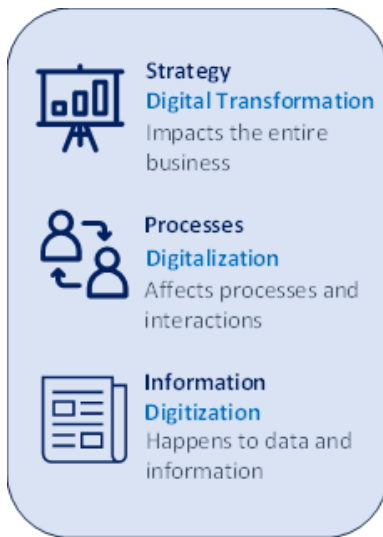 Strategy
Digital Transformation
Impacts the entire
business
Processes
Digitalization
Affects processes and
interactions
Information
Digitization
Happens to data and
information